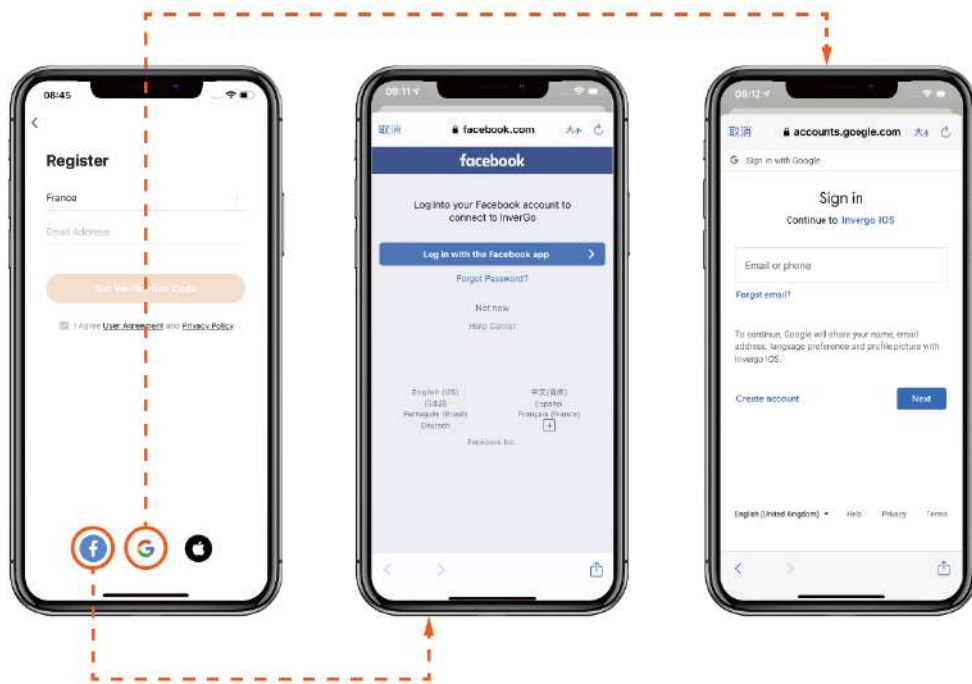 08:45
Register
France
Email Address
Get Verification Code
I Agree User Agreement and Privacy Policy
09:11
取消
facebook.com
大小
facebook
Log into your Facebook account to
connect to InverGo
Log in with the Facebook app
Forgot Password?
Not now
Help Center
English (US)
中文(简体)
日本語
Español
Português (Brasil)
Français (France)
Deutsch
Facebook Inc.
09:12
取消
accounts.google.com
大小
Sign in with Google
Sign in
Continue to Invergo IOS
Email or phone
Forgot email?
To continue, Google will share your name, email
address, language preference and profile picture with
Invergo IOS.
Create account
Next
English (United Kingdom)
Help
Privacy
Terms